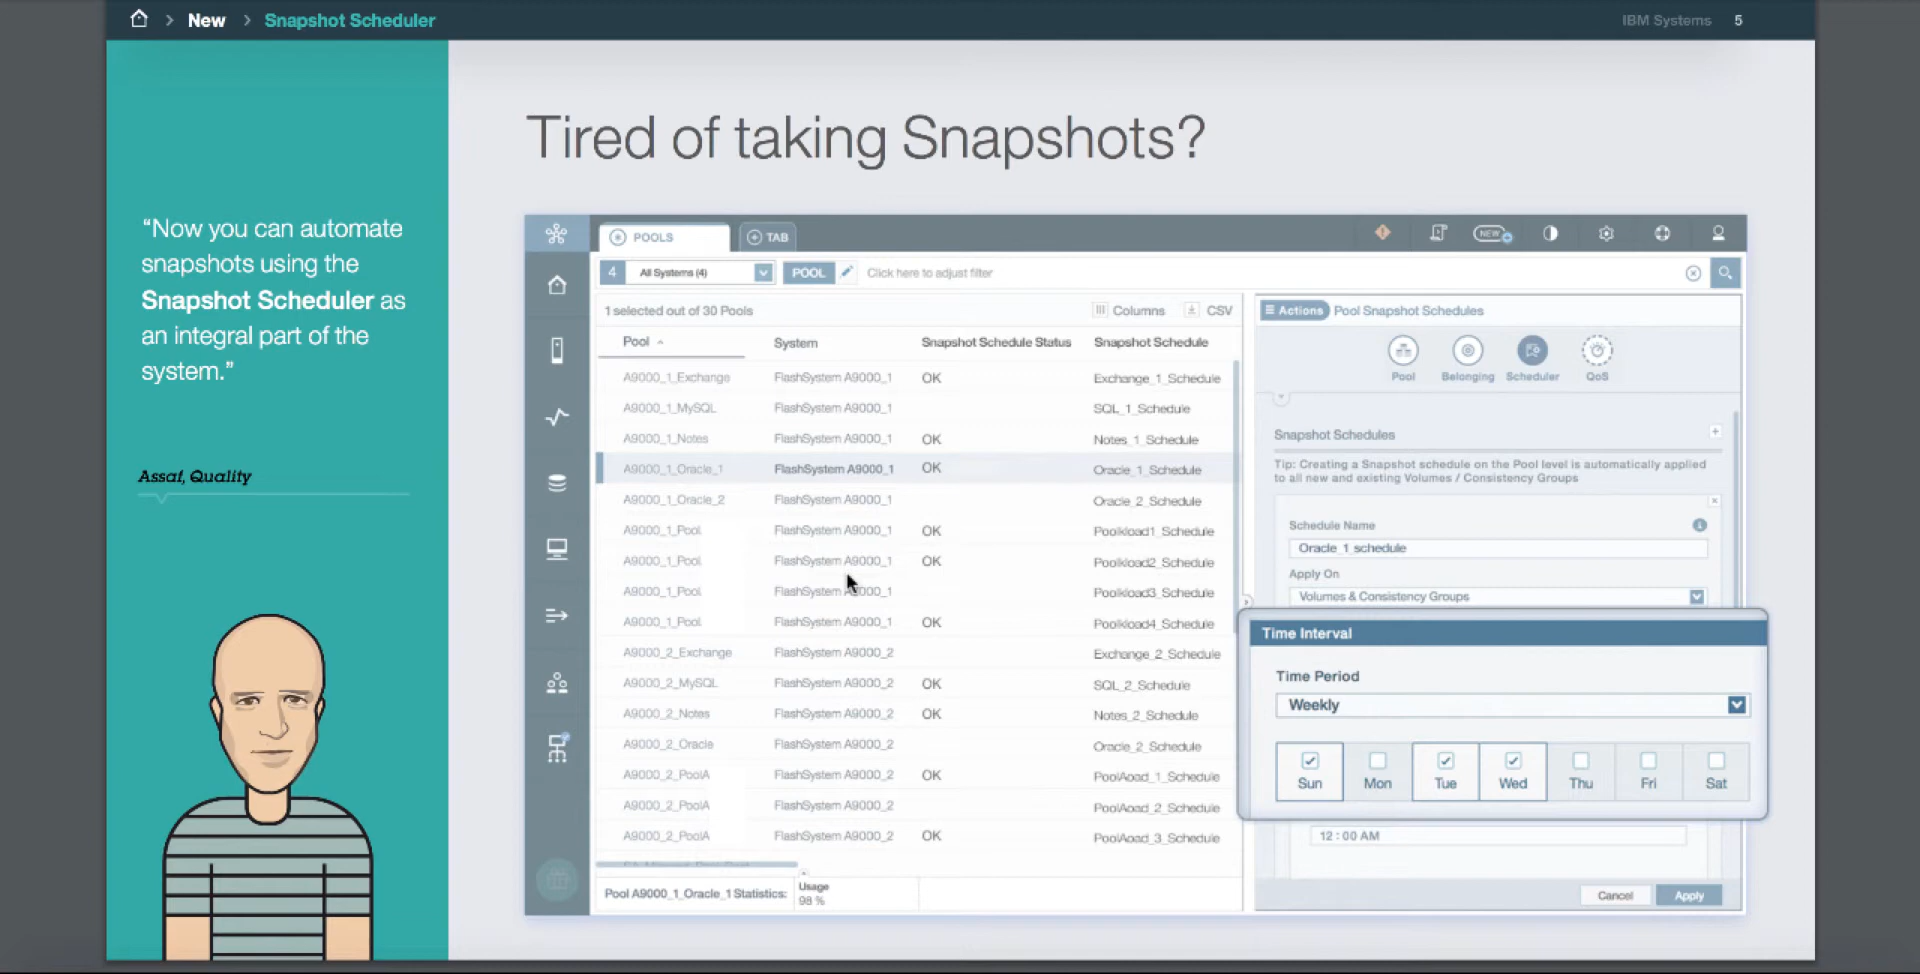 New
Snapshot Scheduler
IBM Systems 5
Tired of taking Snapshots?
“Now you can automate
snapshots using the
Snapshot Scheduler as
an integral part of the
system.”
Assaf, Quality
POOLS
TAB
NEW
4 All Systems (4) POOL Click here to adjust filter
1 selected out of 30 Pools Columns CSV
Pool System Snapshot Schedule Status Snapshot Schedule
A9000_1_Exchange FlashSystem A9000_1 OK Exchange_1_Schedule
A9000_1_MySQL FlashSystem A9000_1 SQL_1_Schedule
A9000_1_Notes FlashSystem A9000_1 OK Notes_1_Schedule
A9000_1_Oracle_1 FlashSystem A9000_1 OK Oracle_1_Schedule
A9000_1_Oracle_2 FlashSystem A9000_1 Oracle_2_Schedule
A9000_1_Pool FlashSystem A9000_1 OK Poolkload1_Schedule
A9000_1_Pool FlashSystem A9000_1 OK Poolkload2_Schedule
A9000_1_Pool FlashSystem A9000_1 Poolkload3_Schedule
A9000_1_Pool FlashSystem A9000_1 OK Poolkload4_Schedule
A9000_2_Exchange FlashSystem A9000_2 Exchange_2_Schedule
A9000_2_MySQL FlashSystem A9000_2 OK SQL_2_Schedule
A9000_2_Notes FlashSystem A9000_2 OK Notes_2_Schedule
A9000_2_Oracle FlashSystem A9000_2 Oracle_2_Schedule
A9000_2_PoolA FlashSystem A9000_2 OK PoolAoad_1_Schedule
A9000_2_PoolA FlashSystem A9000_2 PoolAoad_2_Schedule
A9000_2_PoolA FlashSystem A9000_2 OK PoolAoad_3_Schedule
Pool A9000_1_Oracle_1 Statistics:
Usage
98 %
Actions Pool Snapshot Schedules
Pool Belonging Scheduler QoS
Snapshot Schedules
Tip: Creating a Snapshot schedule on the Pool level is automatically applied
to all new and existing Volumes / Consistency Groups
Schedule Name
Oracle_1_schedule
Apply On
Volumes & Consistency Groups
Time Interval
Time Period
Weekly
Sun Mon Tue Wed Thu Fri Sat
12 : 00 AM
Cancel Apply